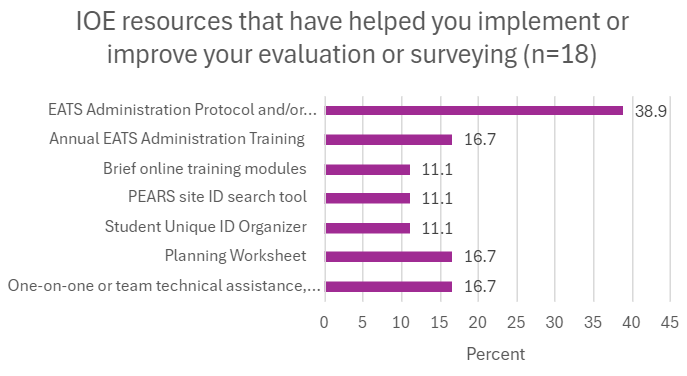 IOE resources that have helped you implement or
improve your evaluation or surveying (n=18)
EATS Administration Protocol and/or... 38.9
Annual EATS Administration Training 16.7
Brief online training modules 11.1
PEARS site ID search tool 11.1
Student Unique ID Organizer 11.1
Planning Worksheet 16.7
One-on-one or team technical assistance,... 16.7
0 5 10 15 20 25 30 35 40 45
Percent